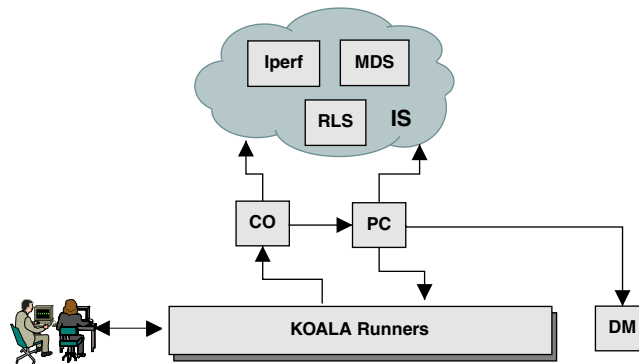 Iperf
MDS
RLS
IS
CO
PC
KOALA Runners
DM